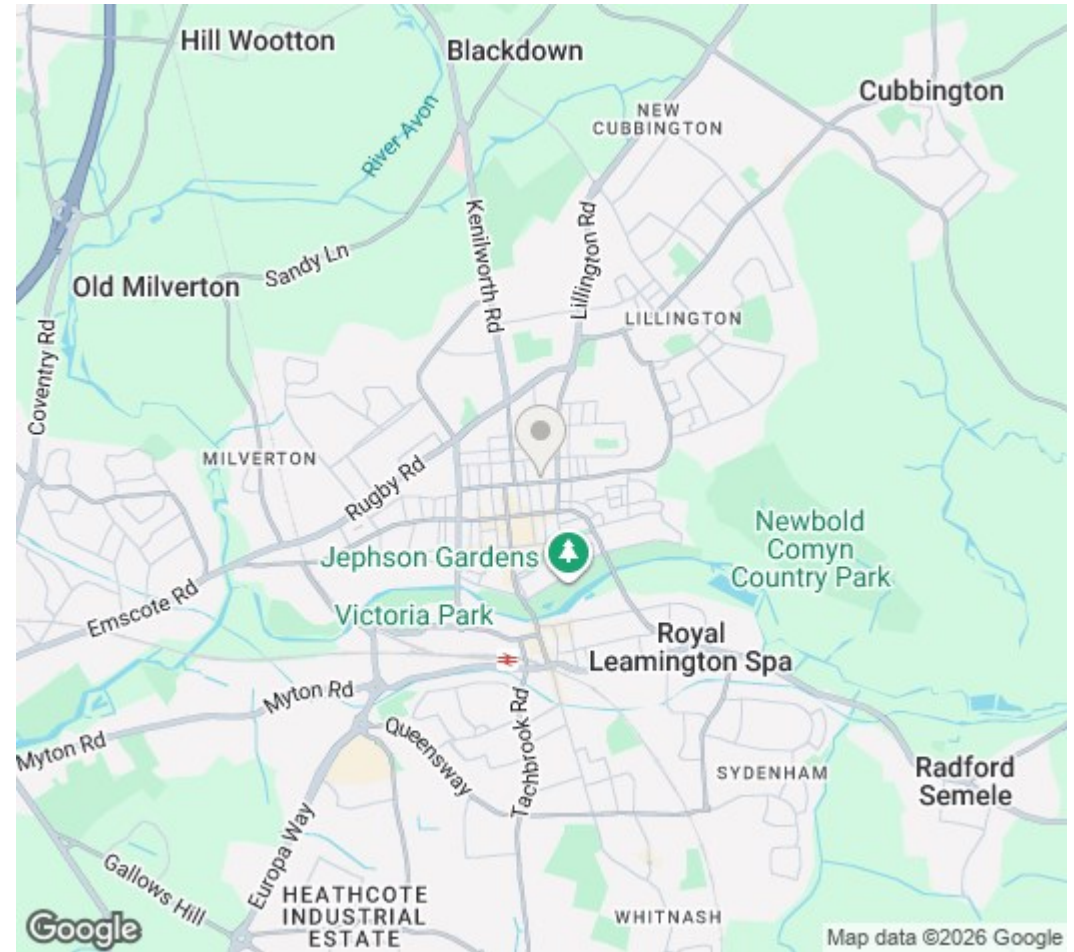 Hill Wootton
Blackdown
Cubbington
NEW
CUBBINGTON
River Avon
Kenilworth Rd
Lillington Rd
Sandy Ln
Old Milverton
LILLINGTON
Coventry Rd
MILVERTON
Rugby Rd
Newbold
Comyn
Country Park
Jephson Gardens
Emscote Rd
Victoria Park
Royal
Leamington Spa
Myton Rd
Myton Rd
Queensway
Tachbrook Rd
SYDENHAM
Radford
Semele
Europa Way
Gallows Hill
HEATHCOTE
INDUSTRIAL
ESTATE
WHITNASH
Google
Map data ©2026 Google